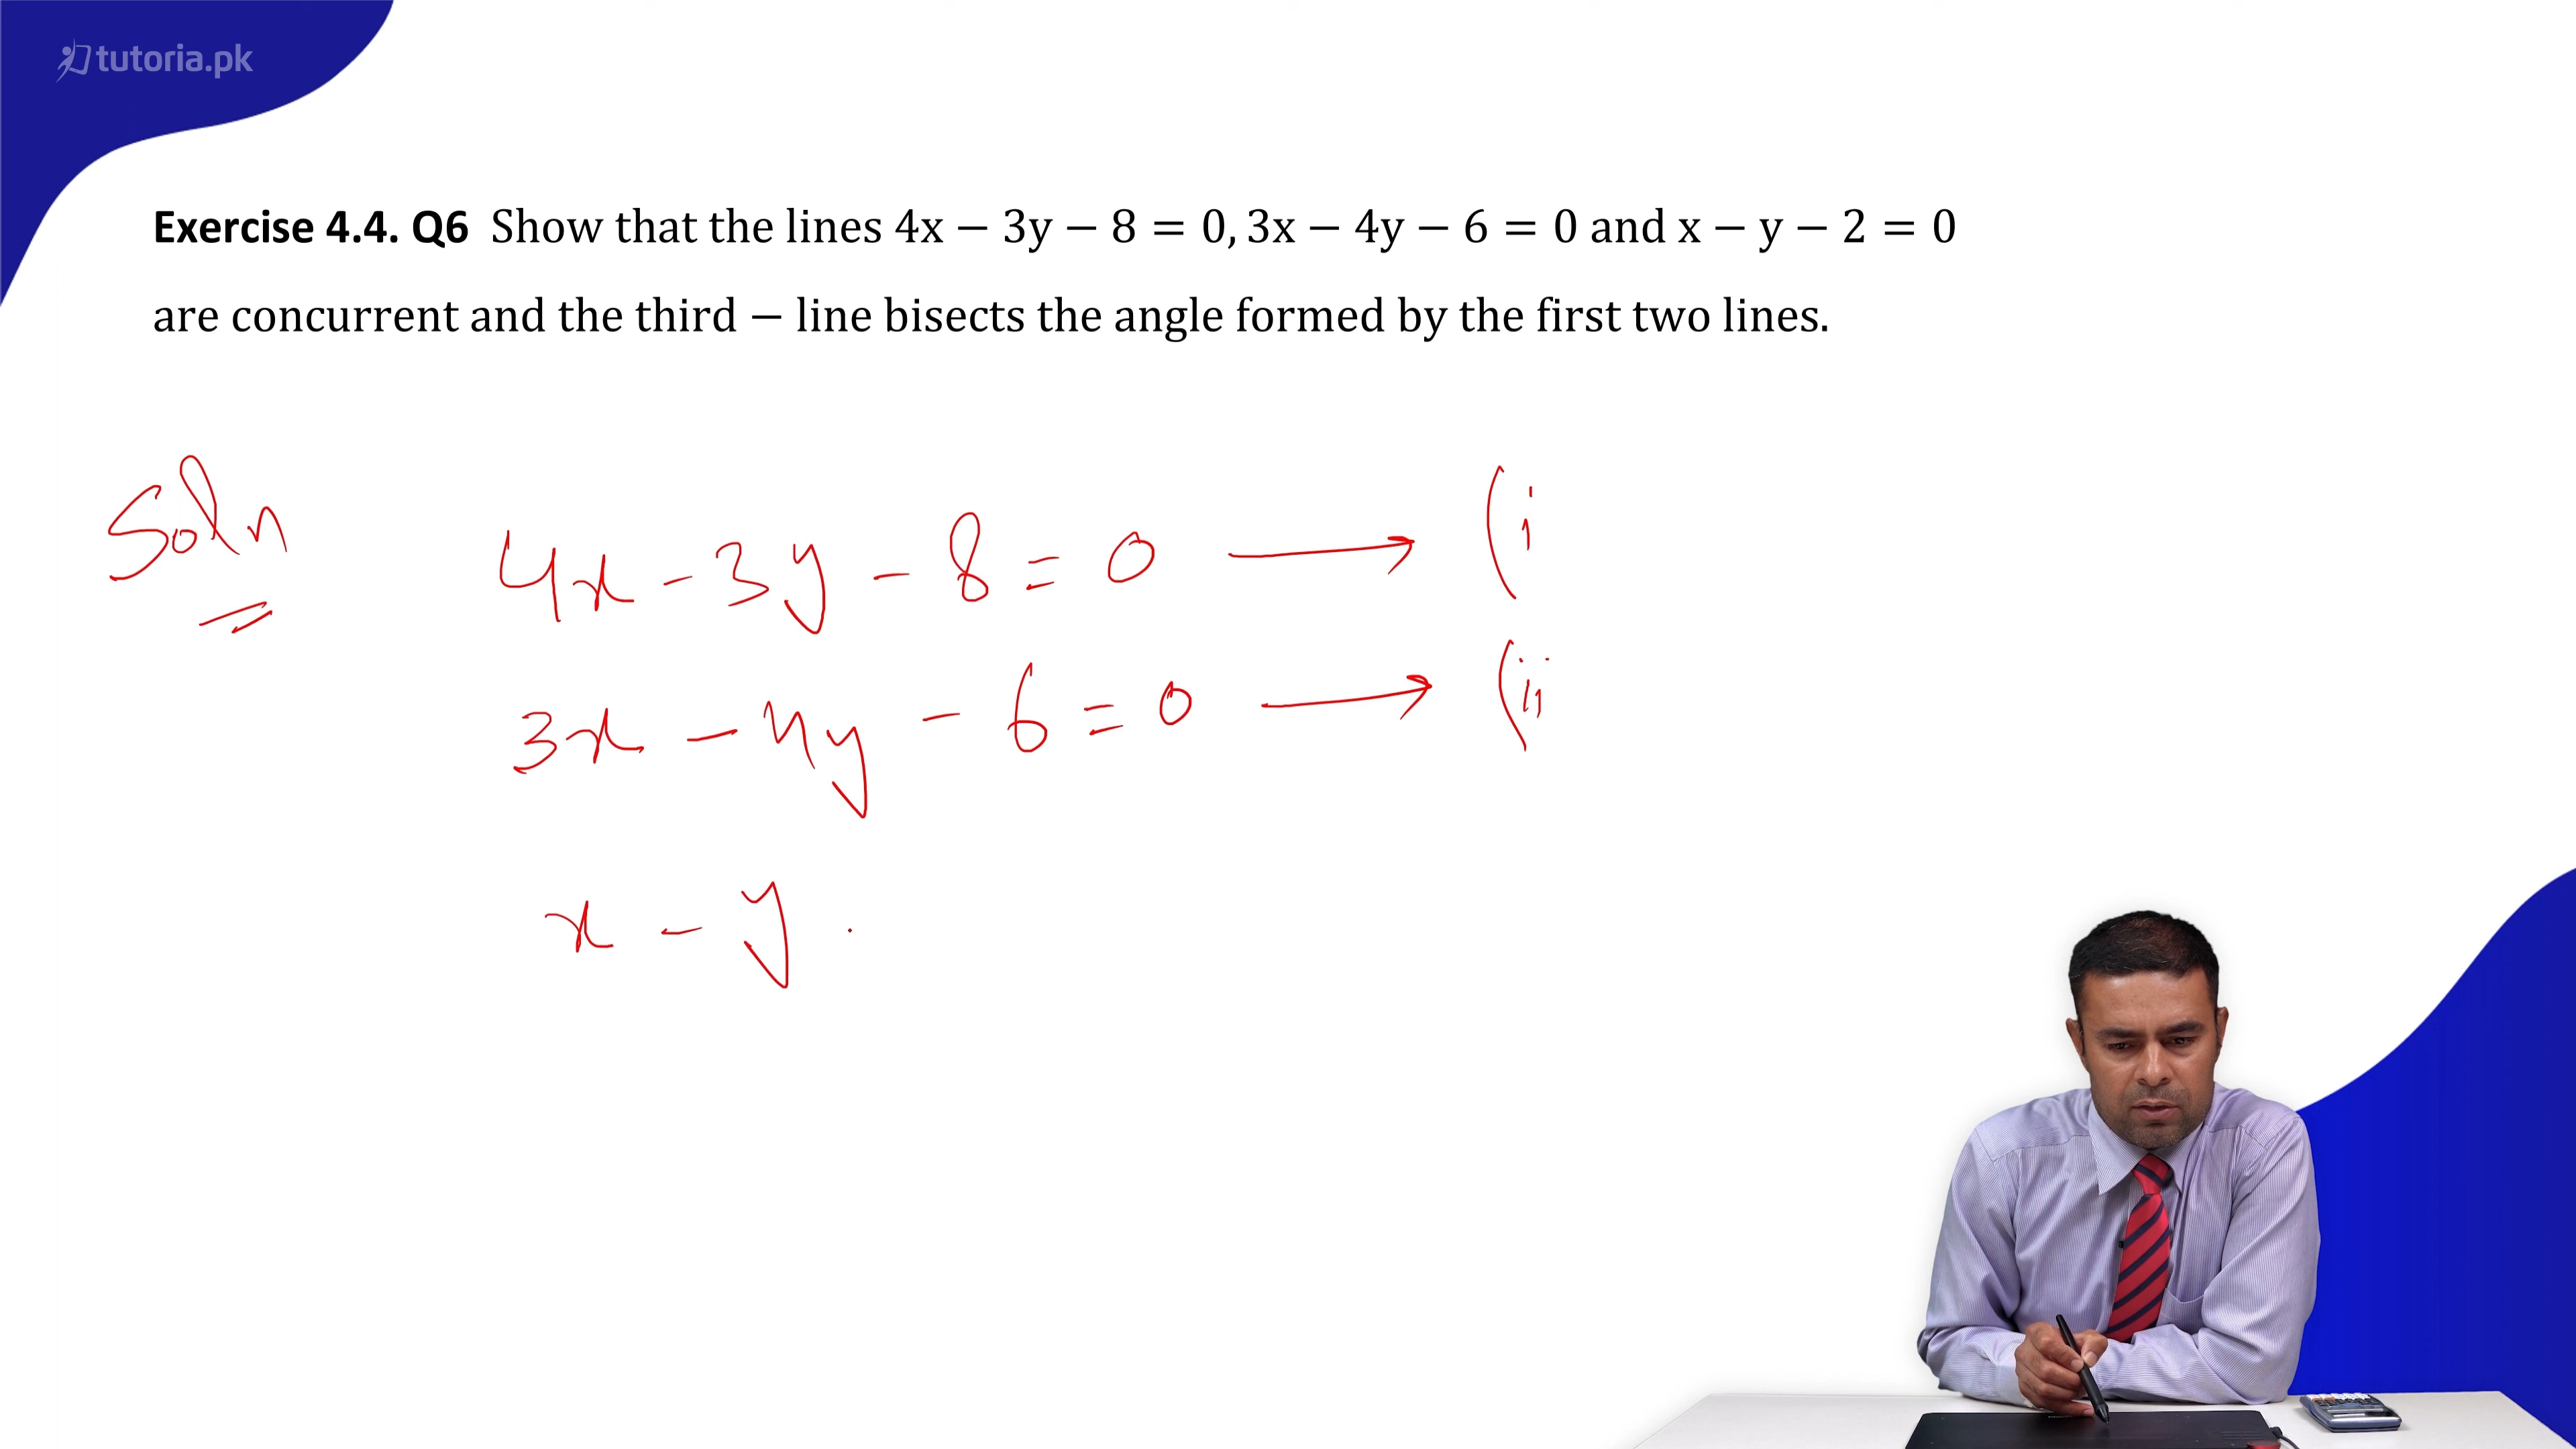 tutoria.pk
Exercise 4.4. Q6 Show that the lines 4x − 3y − 8 = 0, 3x − 4y − 6 = 0 and x − y − 2 = 0
are concurrent and the third − line bisects the angle formed by the first two lines.
Soln
4x - 3y - 8 = 0 ⟶ (i
3x - 4y - 6 = 0 ⟶ (ii
x - y